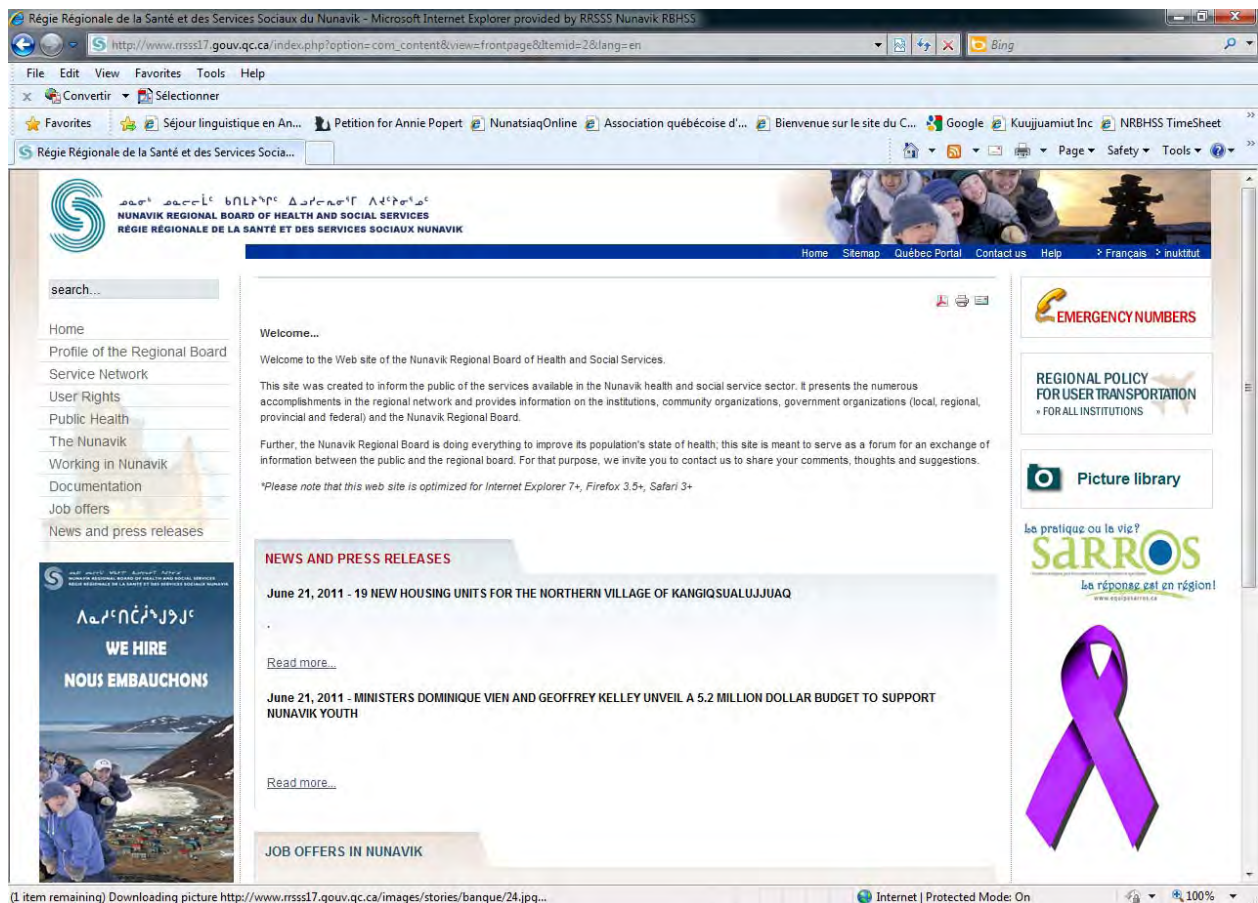 Régie Régionale de la Santé et des Services Sociaux du Nunavik - Microsoft Internet Explorer provided by RRSSS Nunavik RBHSS
http://www.rrsss17.gouv.qc.ca/index.php?option=com_content&view=frontpage&Itemid=2&lang=en
Bing
File Edit View Favorites Tools Help
x Convertir Sélectionner
Favorites Séjour linguistique en An... Petition for Annie Popert NunatsiaqOnline Association québécoise d'... Bienvenue sur le site du C... Google Kuujjuamiut Inc NRBHSS TimeSheet
Régie Régionale de la Santé et des Services Socia...
Page Safety Tools
NUNAVIK REGIONAL BOARD OF HEALTH AND SOCIAL SERVICES
RÉGIE RÉGIONALE DE LA SANTÉ ET DES SERVICES SOCIAUX NUNAVIK
Home Sitemap Québec Portal Contact us Help Français inuktitut
search...
Home
Profile of the Regional Board
Service Network
User Rights
Public Health
The Nunavik
Working in Nunavik
Documentation
Job offers
News and press releases
WE HIRE
NOUS EMBAUCHONS
Welcome...
Welcome to the Web site of the Nunavik Regional Board of Health and Social Services.
This site was created to inform the public of the services available in the Nunavik health and social service sector. It presents the numerous
accomplishments in the regional network and provides information on the institutions, community organizations, government organizations (local, regional,
provincial and federal) and the Nunavik Regional Board.
Further, the Nunavik Regional Board is doing everything to improve its population's state of health; this site is meant to serve as a forum for an exchange of
information between the public and the regional board. For that purpose, we invite you to contact us to share your comments, thoughts and suggestions.
*Please note that this web site is optimized for Internet Explorer 7+, Firefox 3.5+, Safari 3+
NEWS AND PRESS RELEASES
June 21, 2011 - 19 NEW HOUSING UNITS FOR THE NORTHERN VILLAGE OF KANGIQSUALUJJUAQ
.
Read more...
June 21, 2011 - MINISTERS DOMINIQUE VIEN AND GEOFFREY KELLEY UNVEIL A 5.2 MILLION DOLLAR BUDGET TO SUPPORT
NUNAVIK YOUTH
Read more...
JOB OFFERS IN NUNAVIK
EMERGENCY NUMBERS
REGIONAL POLICY
FOR USER TRANSPORTATION
» FOR ALL INSTITUTIONS
Picture library
La pratique ou la vie?
SARROS
La réponse est en région!
www.equipesarros.ca
(1 item remaining) Downloading picture http://www.rrsss17.gouv.qc.ca/images/stories/banque/24.jpg...
Internet | Protected Mode: On
100%